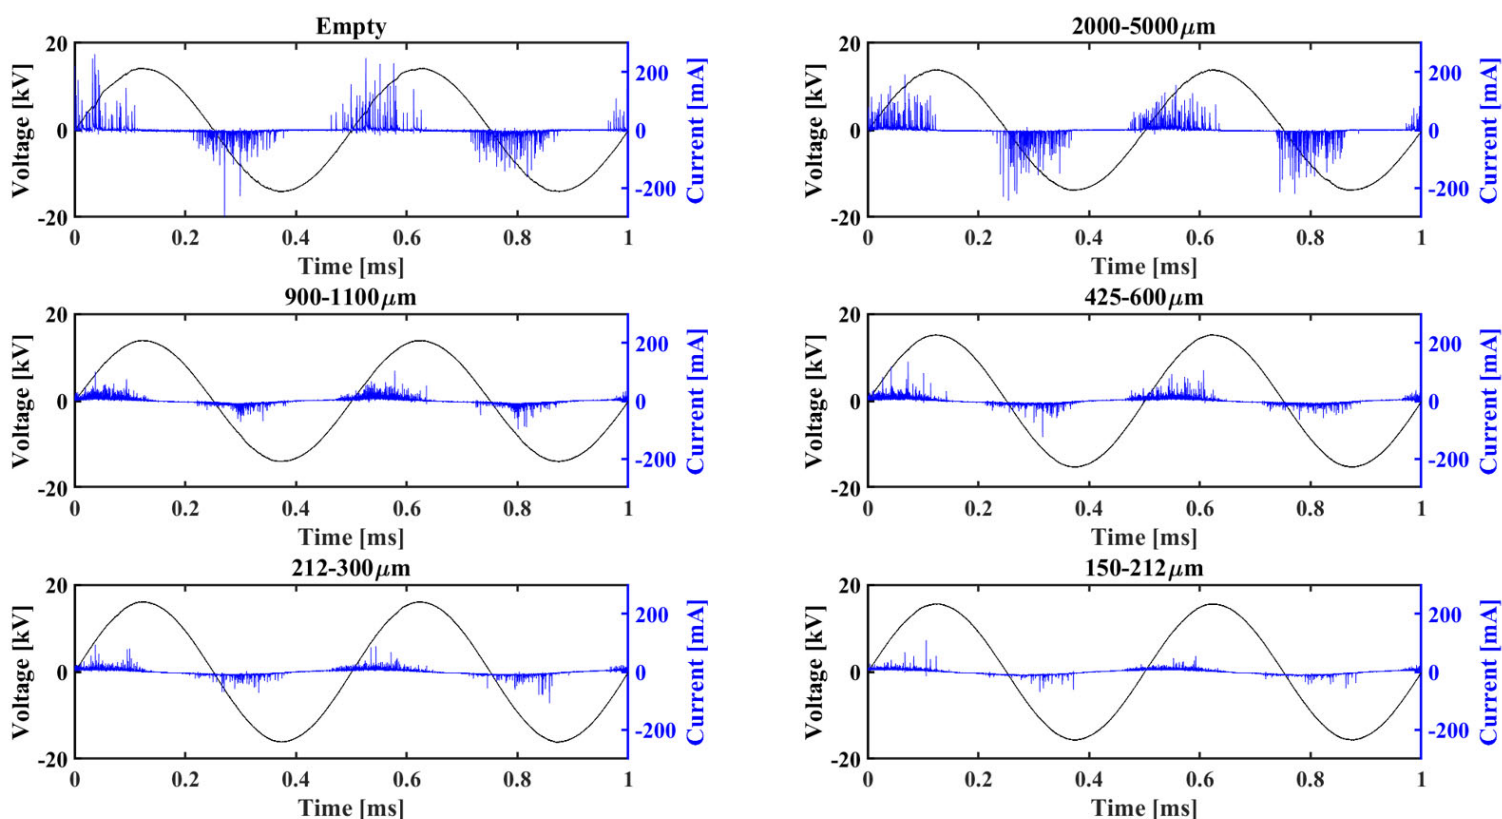 Empty
20
0
-20
Voltage [kV]
200
0
-200
Current [mA]
0 0.2 0.4 0.6 0.8 1
Time [ms]
2000-5000μm
20
0
-20
Voltage [kV]
200
0
-200
Current [mA]
0 0.2 0.4 0.6 0.8 1
Time [ms]
900-1100μm
20
0
-20
Voltage [kV]
200
0
-200
Current [mA]
0 0.2 0.4 0.6 0.8 1
Time [ms]
425-600μm
20
0
-20
Voltage [kV]
200
0
-200
Current [mA]
0 0.2 0.4 0.6 0.8 1
Time [ms]
212-300μm
20
0
-20
Voltage [kV]
200
0
-200
Current [mA]
0 0.2 0.4 0.6 0.8 1
Time [ms]
150-212μm
20
0
-20
Voltage [kV]
200
0
-200
Current [mA]
0 0.2 0.4 0.6 0.8 1
Time [ms]